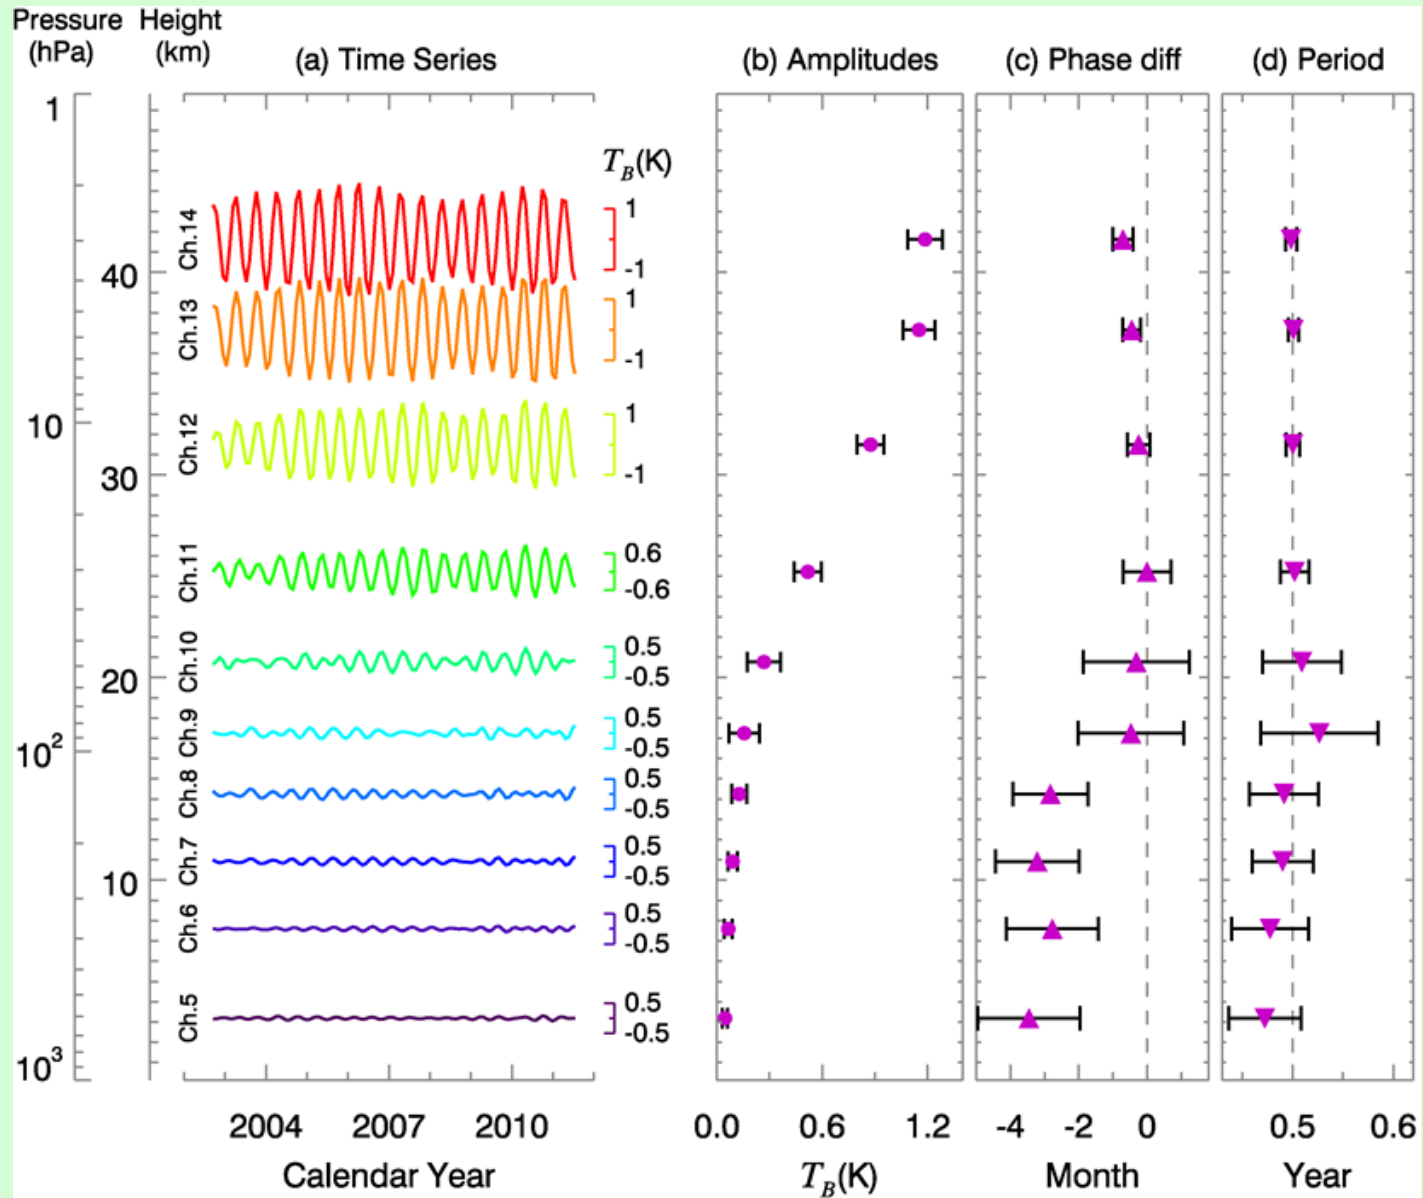 Pressure Height
(hPa) (km) (a) Time Series (b) Amplitudes (c) Phase diff (d) Period
1
T_B(K)
Ch.14 1
-1
40
Ch.13 1
-1
10
Ch.12 1
-1
30
Ch.11 0.6
-0.6
Ch.10 0.5
-0.5
20
Ch.9 0.5
-0.5
10²
Ch.8 0.5
-0.5
Ch.7 0.5
-0.5
10
Ch.6 0.5
-0.5
Ch.5 0.5
-0.5
10³
2004 2007 2010 0.0 0.6 1.2 -4 -2 0 0.5 0.6
Calendar Year T_B(K) Month Year